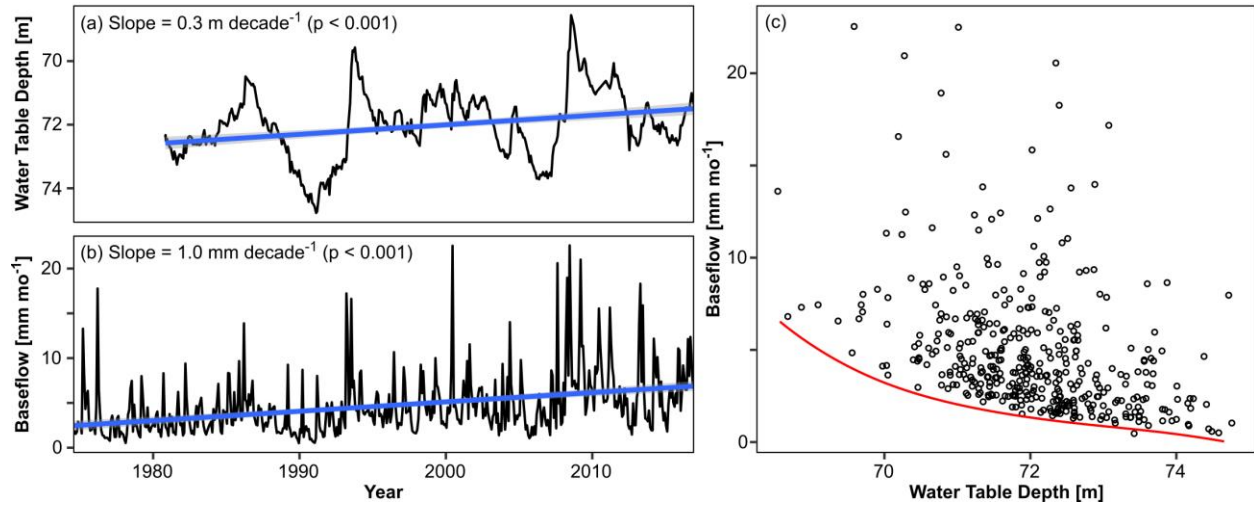 (a) Slope = 0.3 m decade⁻¹ (p < 0.001)
Water Table Depth [m]
70
72
74
(b) Slope = 1.0 mm decade⁻¹ (p < 0.001)
Baseflow [mm mo⁻¹]
20
10
0
1980 1990 2000 2010
Year
(c)
Baseflow [mm mo⁻¹]
20
10
0
70 72 74
Water Table Depth [m]